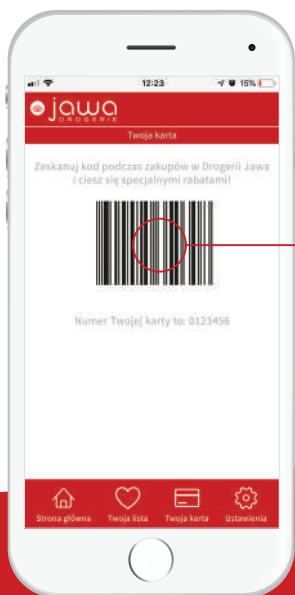 12:23
15%
jawa
DROGERIE
Twoja karta
Zeskanuj kod podczas zakupów w Drogerii Jawa
i ciesz się specjalnymi rabatami!
Numer Twojej karty to: 0123456
Strona główna Twoja lista Twoja karta Ustawienia